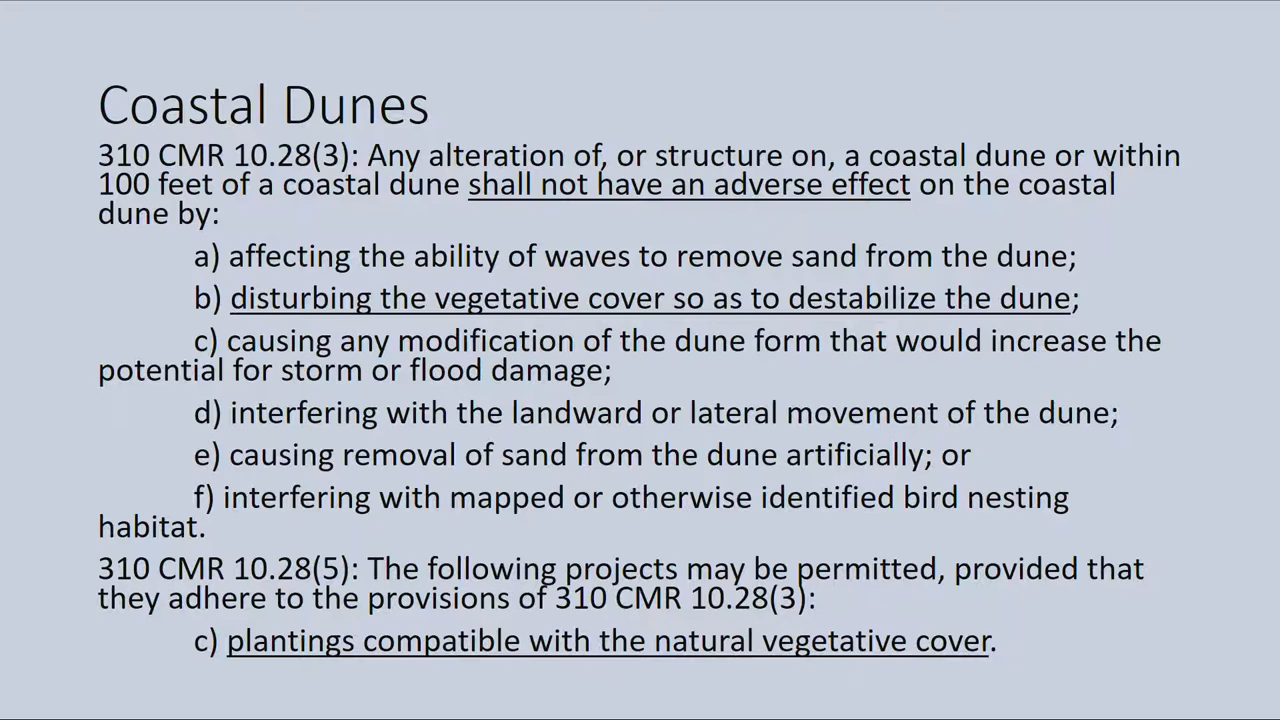 Coastal Dunes
310 CMR 10.28(3): Any alteration of, or structure on, a coastal dune or within
100 feet of a coastal dune shall not have an adverse effect on the coastal
dune by:
a) affecting the ability of waves to remove sand from the dune;
b) disturbing the vegetative cover so as to destabilize the dune;
c) causing any modification of the dune form that would increase the
potential for storm or flood damage;
d) interfering with the landward or lateral movement of the dune;
e) causing removal of sand from the dune artificially; or
f) interfering with mapped or otherwise identified bird nesting
habitat.
310 CMR 10.28(5): The following projects may be permitted, provided that
they adhere to the provisions of 310 CMR 10.28(3):
c) plantings compatible with the natural vegetative cover.